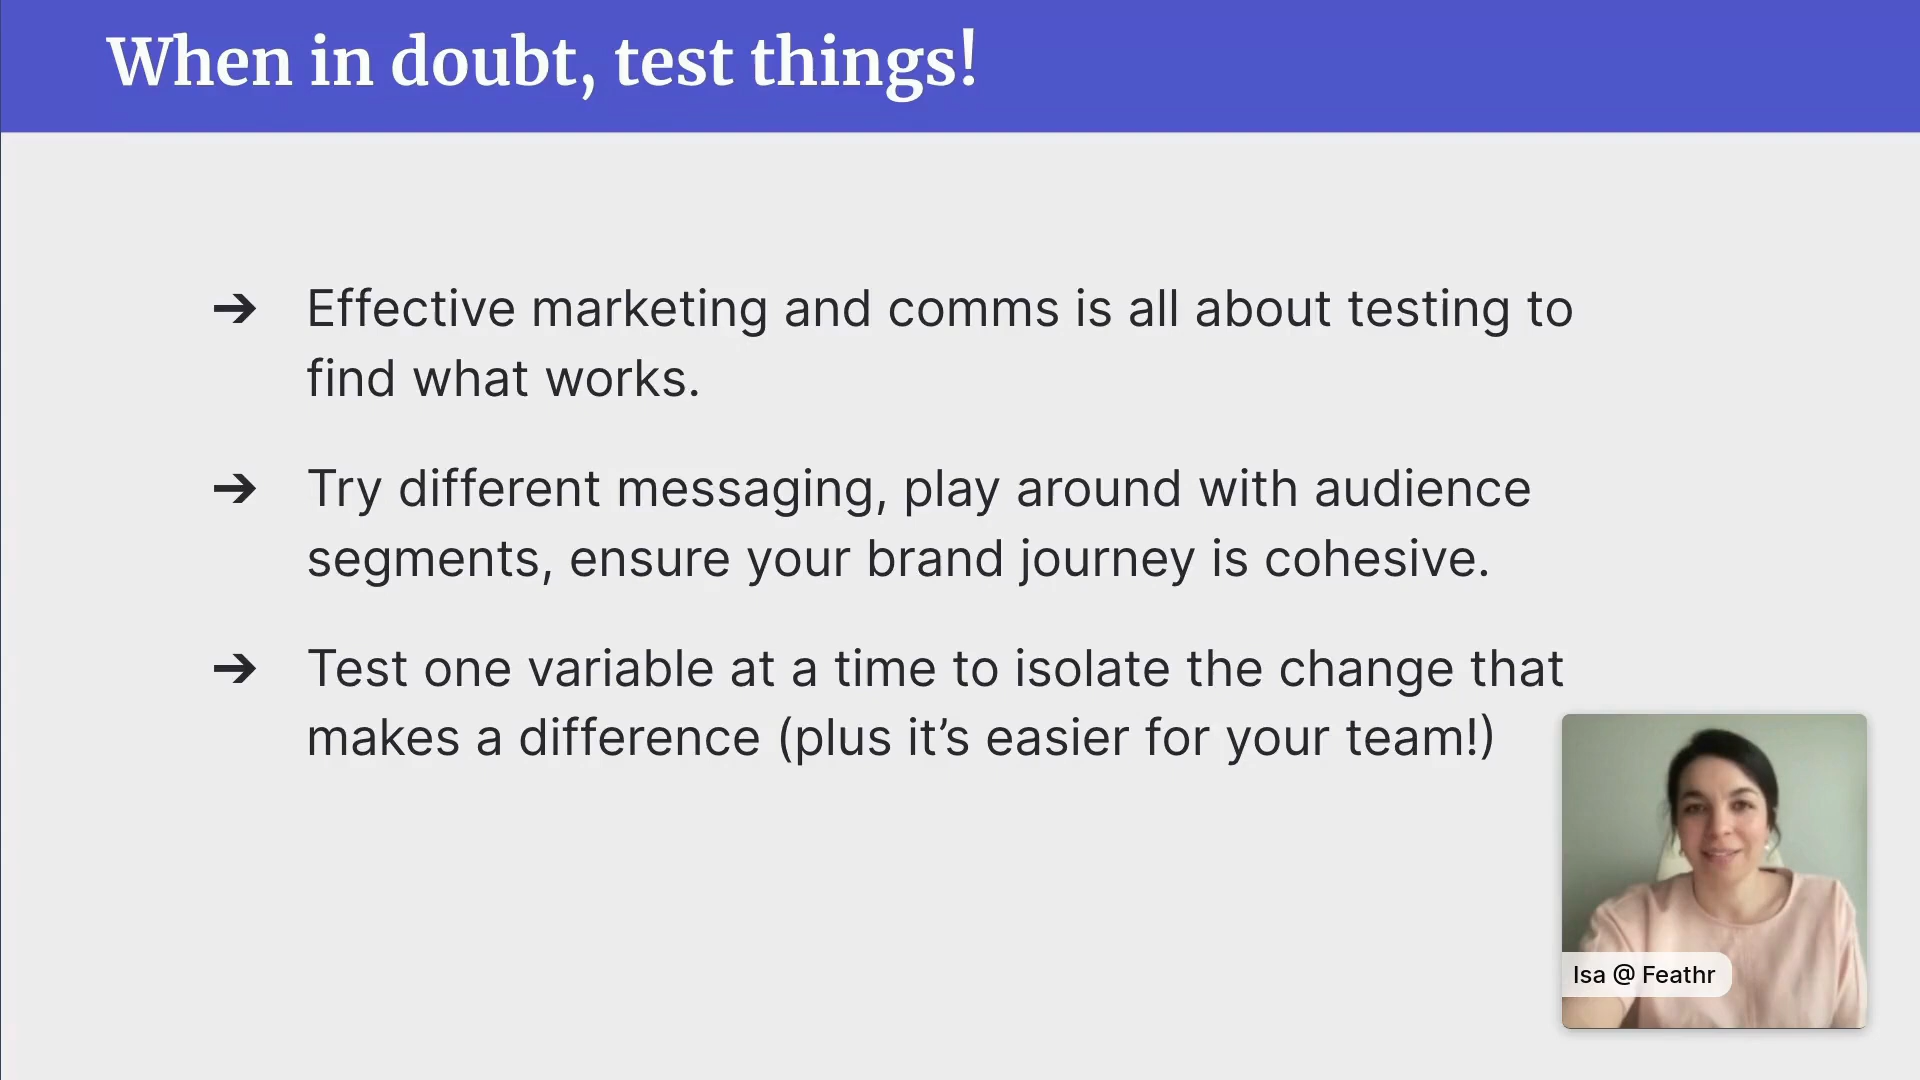 When in doubt, test things!
➔ Effective marketing and comms is all about testing to
find what works.
➔ Try different messaging, play around with audience
segments, ensure your brand journey is cohesive.
➔ Test one variable at a time to isolate the change that
makes a difference (plus it’s easier for your team!)
Isa @ Feathr